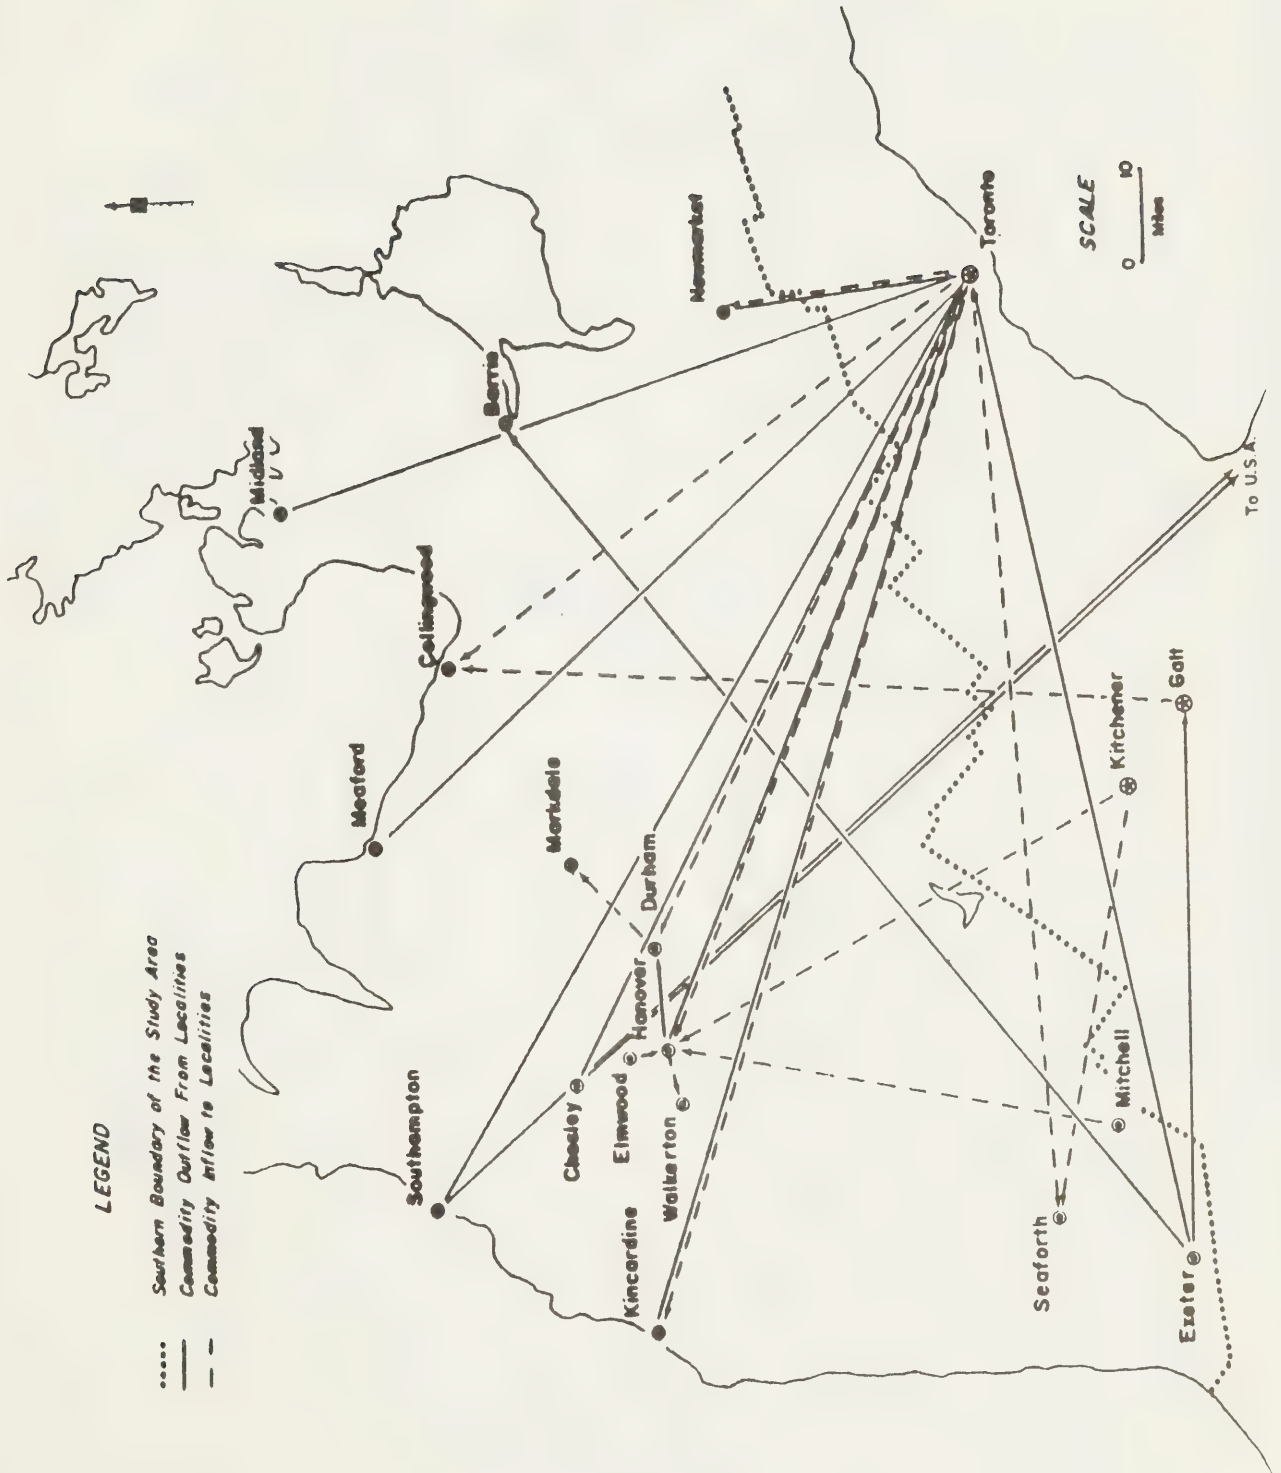 LEGEND
Southern Boundary of the Study Area
Commodity Outflow From Localities
Commodity Inflow to Localities
Southampton
Kincardine
Chesley
Elmwood
Walkerton
Hanover
Durham
Markdale
Meaford
Collingwood
Midland
Barrie
Newmarket
Toronto
Seaforth
Mitchell
Exeter
Kitchener
Galt
To U.S.A.
SCALE
0 10
Miles